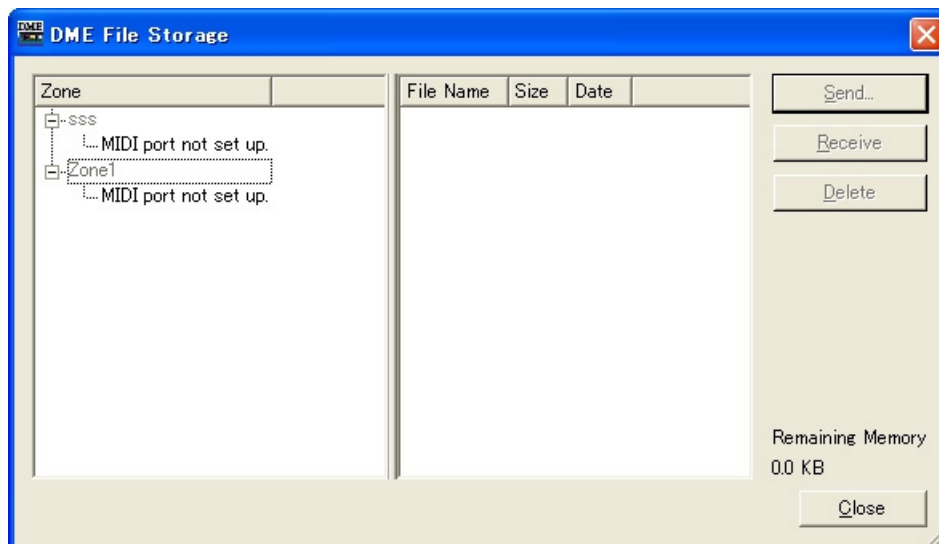 DME File Storage
Zone
File Name Size Date
sss
MIDI port not set up.
Zone1
MIDI port not set up.
Send...
Receive
Delete
Remaining Memory
0.0 KB
Close